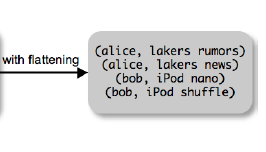 with flattening
(alice, lakers rumors)
(alice, lakers news)
(bob, iPod nano)
(bob, iPod shuffle)